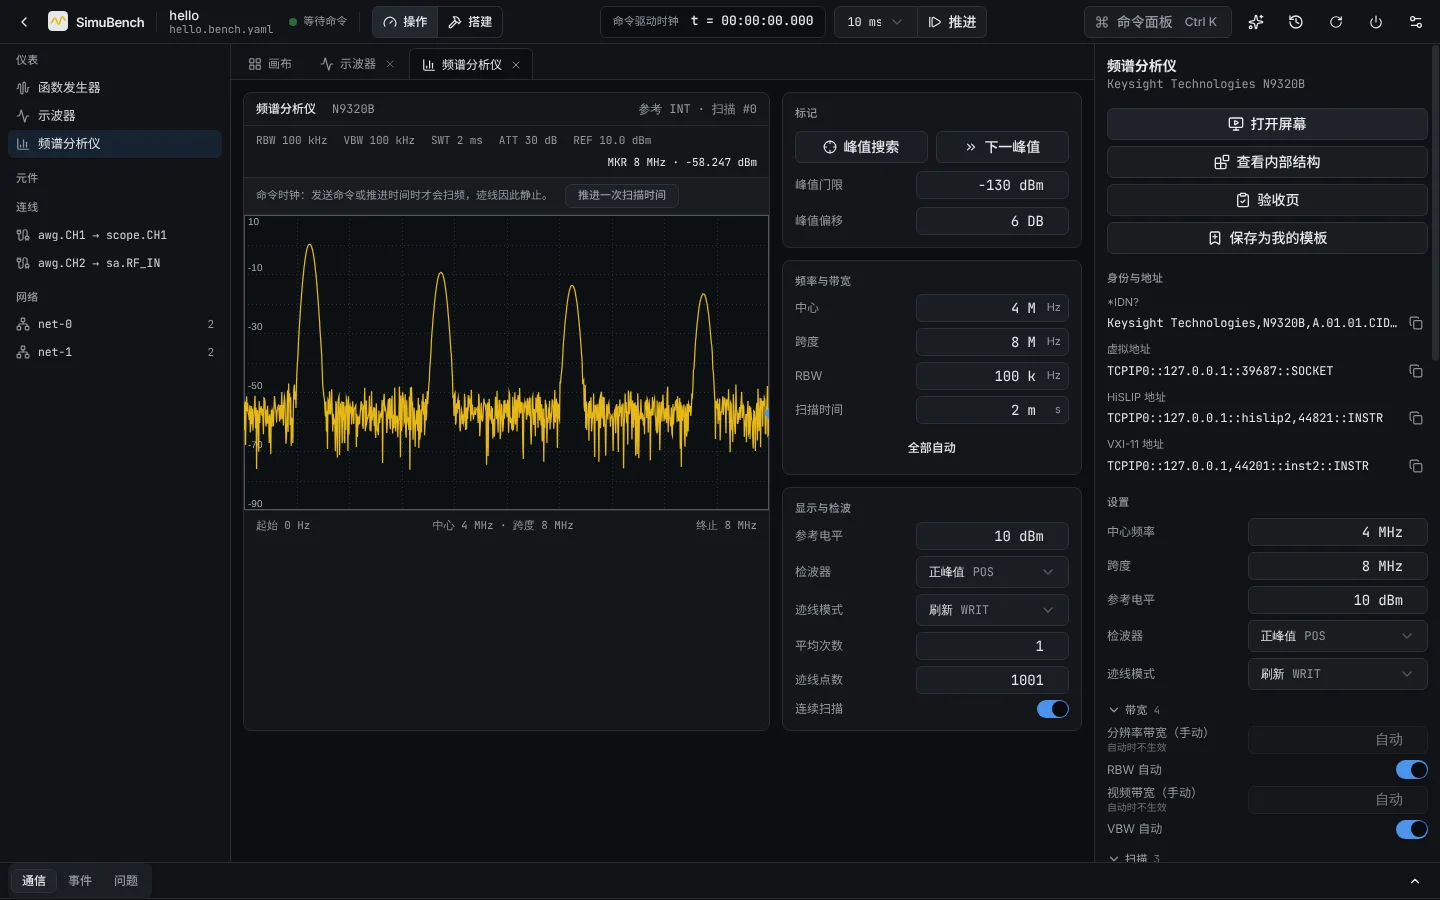 SimuBench
hello
hello.bench.yaml
等待命令
操作
搭建
命令驱动时钟 t = 00:00:00.000
10 ms
推进
命令面板 Ctrl K
仪表
函数发生器
示波器
频谱分析仪
元件
连线
awg.CH1 → scope.CH1
awg.CH2 → sa.RF_IN
网络
net-0 2
net-1 2
画布
示波器
频谱分析仪
频谱分析仪 N9320B
参考 INT · 扫描 #0
RBW 100 kHz VBW 100 kHz SWT 2 ms ATT 30 dB REF 10.0 dBm
MKR 8 MHz · -58.247 dBm
命令时钟：发送命令或推进时间时才会扫频，迹线因此静止。
推进一次扫描时间
10
-10
-30
-50
-70
-90
起始 0 Hz
中心 4 MHz · 跨度 8 MHz
终止 8 MHz
标记
峰值搜索
下一峰值
峰值门限 -130 dBm
峰值偏移 6 DB
频率与带宽
中心 4 M Hz
跨度 8 M Hz
RBW 100 k Hz
扫描时间 2 m s
全部自动
显示与检波
参考电平 10 dBm
检波器 正峰值 POS
迹线模式 刷新 WRIT
平均次数 1
迹线点数 1001
连续扫描
频谱分析仪
Keysight Technologies N9320B
打开屏幕
查看内部结构
验收页
保存为我的模板
身份与地址
*IDN?
Keysight Technologies,N9320B,A.01.01.CID…
虚拟地址
TCPIP0::127.0.0.1::39687::SOCKET
HiSLIP 地址
TCPIP0::127.0.0.1::hislip2,44821::INSTR
VXI-11 地址
TCPIP0::127.0.0.1,44201::inst2::INSTR
设置
中心频率 4 MHz
跨度 8 MHz
参考电平 10 dBm
检波器 正峰值 POS
迹线模式 刷新 WRIT
带宽 4
分辨率带宽（手动） 自动
自动时不生效
RBW 自动
视频带宽（手动） 自动
自动时不生效
VBW 自动
扫描 3
通信
事件
问题